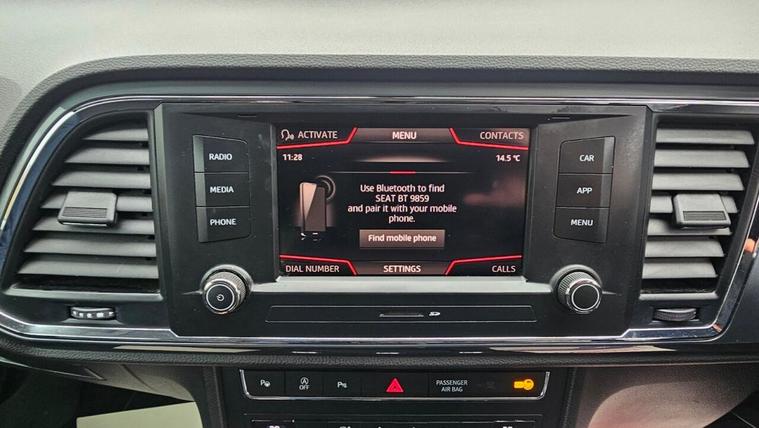 ACTIVATE
MENU
CONTACTS
11:28
14.5 °C
RADIO
MEDIA
PHONE
Use Bluetooth to find
SEAT BT 9859
and pair it with your mobile
phone.
Find mobile phone
CAR
APP
MENU
DIAL NUMBER
SETTINGS
CALLS
OFF
PASSENGER
AIR BAG